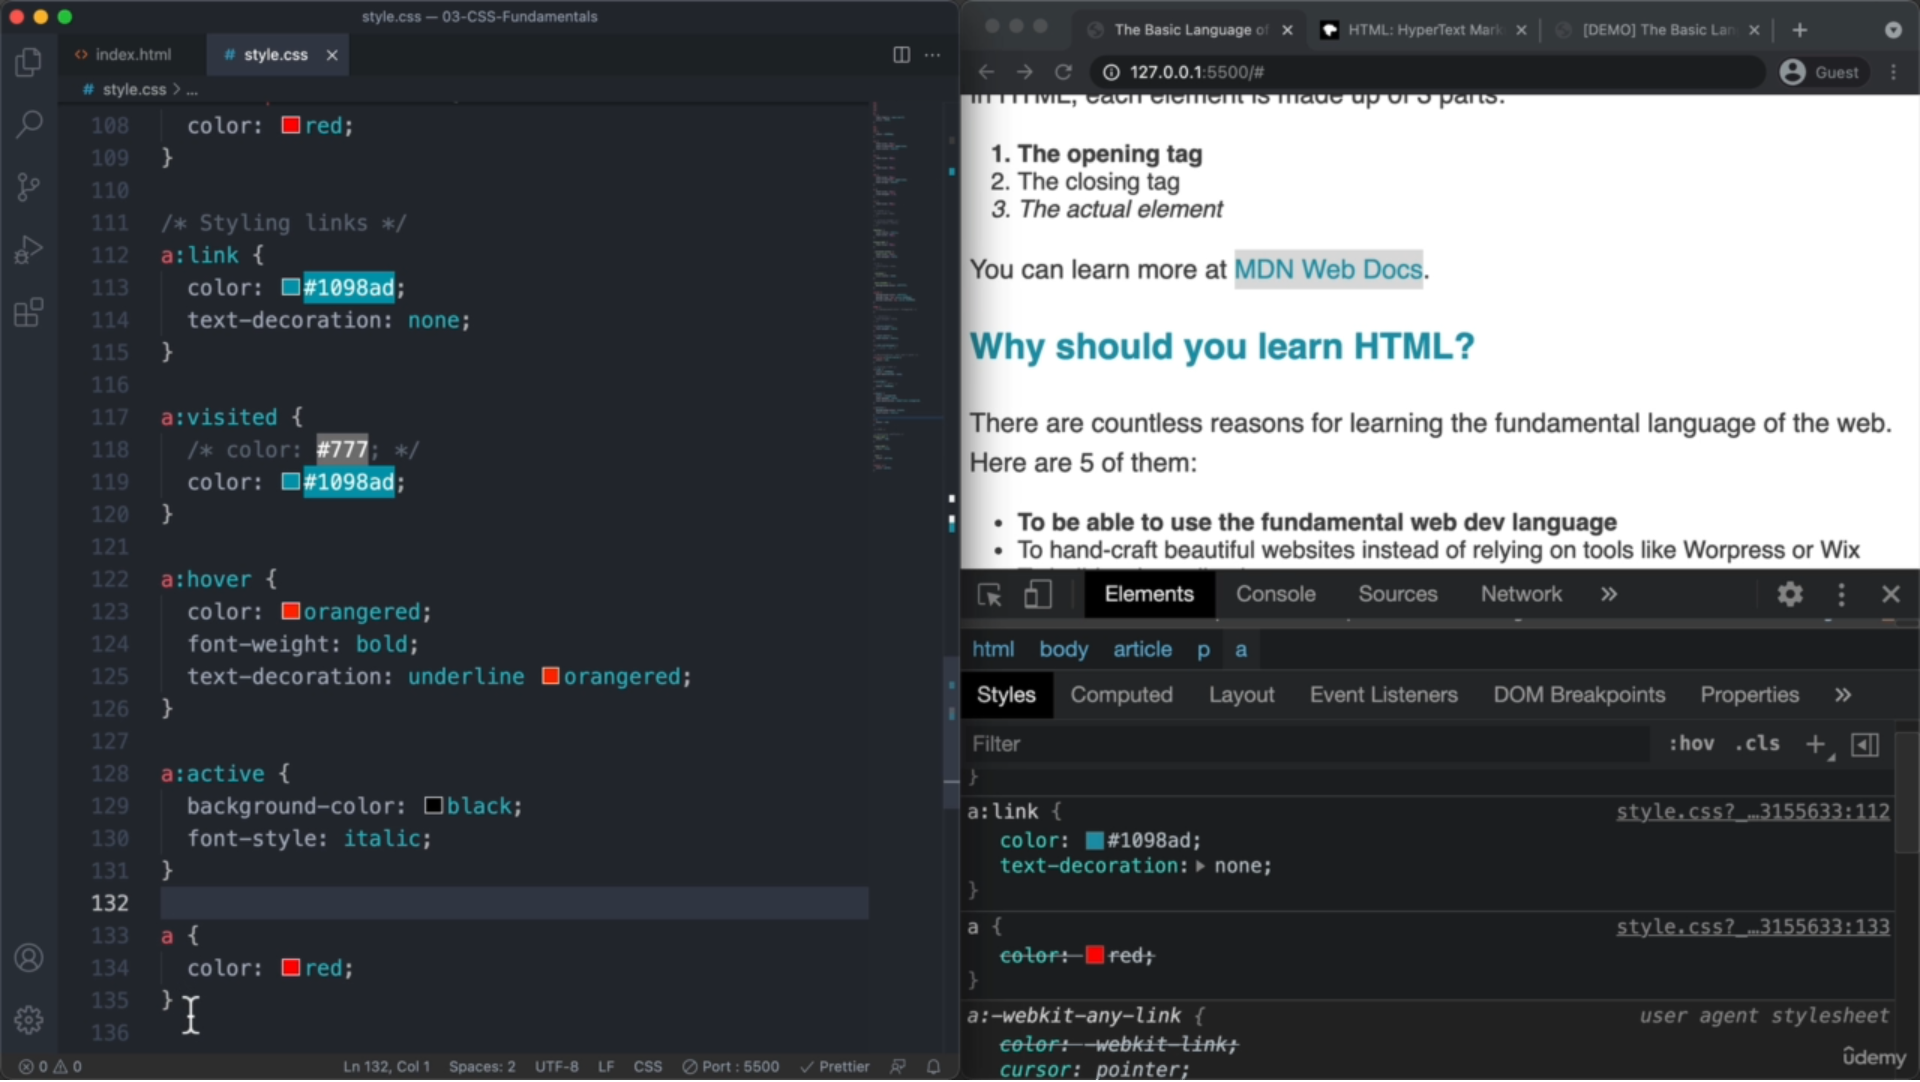 style.css — 03-CSS-Fundamentals
index.html
# style.css
# style.css > ...
108 color: red;
109 }
110
111 /* Styling links */
112 a:link {
113 color: #1098ad;
114 text-decoration: none;
115 }
116
117 a:visited {
118 /* color: #777; */
119 color: #1098ad;
120 }
121
122 a:hover {
123 color: orangered;
124 font-weight: bold;
125 text-decoration: underline orangered;
126 }
127
128 a:active {
129 background-color: black;
130 font-style: italic;
131 }
132
133 a {
134 color: red;
135 }
136
0 0 Ln 132, Col 1 Spaces: 2 UTF-8 LF CSS Port : 5500 Prettier
The Basic Language of
HTML: HyperText Mark
[DEMO] The Basic Lan
127.0.0.1:5500/#
Guest
In HTML, each element is made up of 3 parts:
1. The opening tag
2. The closing tag
3. The actual element
You can learn more at MDN Web Docs.
Why should you learn HTML?
There are countless reasons for learning the fundamental language of the web.
Here are 5 of them:
• To be able to use the fundamental web dev language
• To hand-craft beautiful websites instead of relying on tools like Worpress or Wix
Elements Console Sources Network »
html body article p a
Styles Computed Layout Event Listeners DOM Breakpoints Properties »
Filter :hov .cls +
}
a:link { style.css?_…3155633:112
color: #1098ad;
text-decoration: none;
}
a { style.css?_…3155633:133
color: red;
}
a:-webkit-any-link { user agent stylesheet
color: -webkit-link;
cursor: pointer;
ûdemy